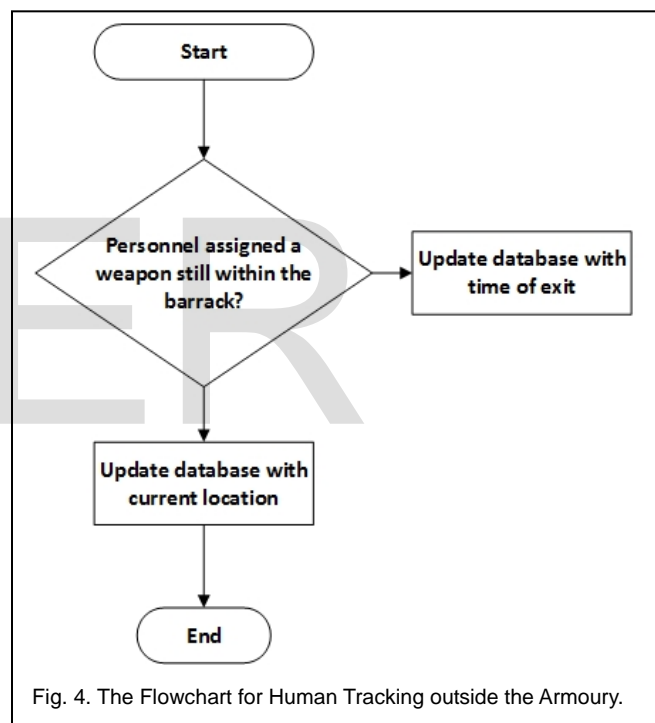 Start
Personnel assigned a
weapon still within the
barrack?
Update database with
time of exit
Update database with
current location
End
Fig. 4. The Flowchart for Human Tracking outside the Armoury.
ER